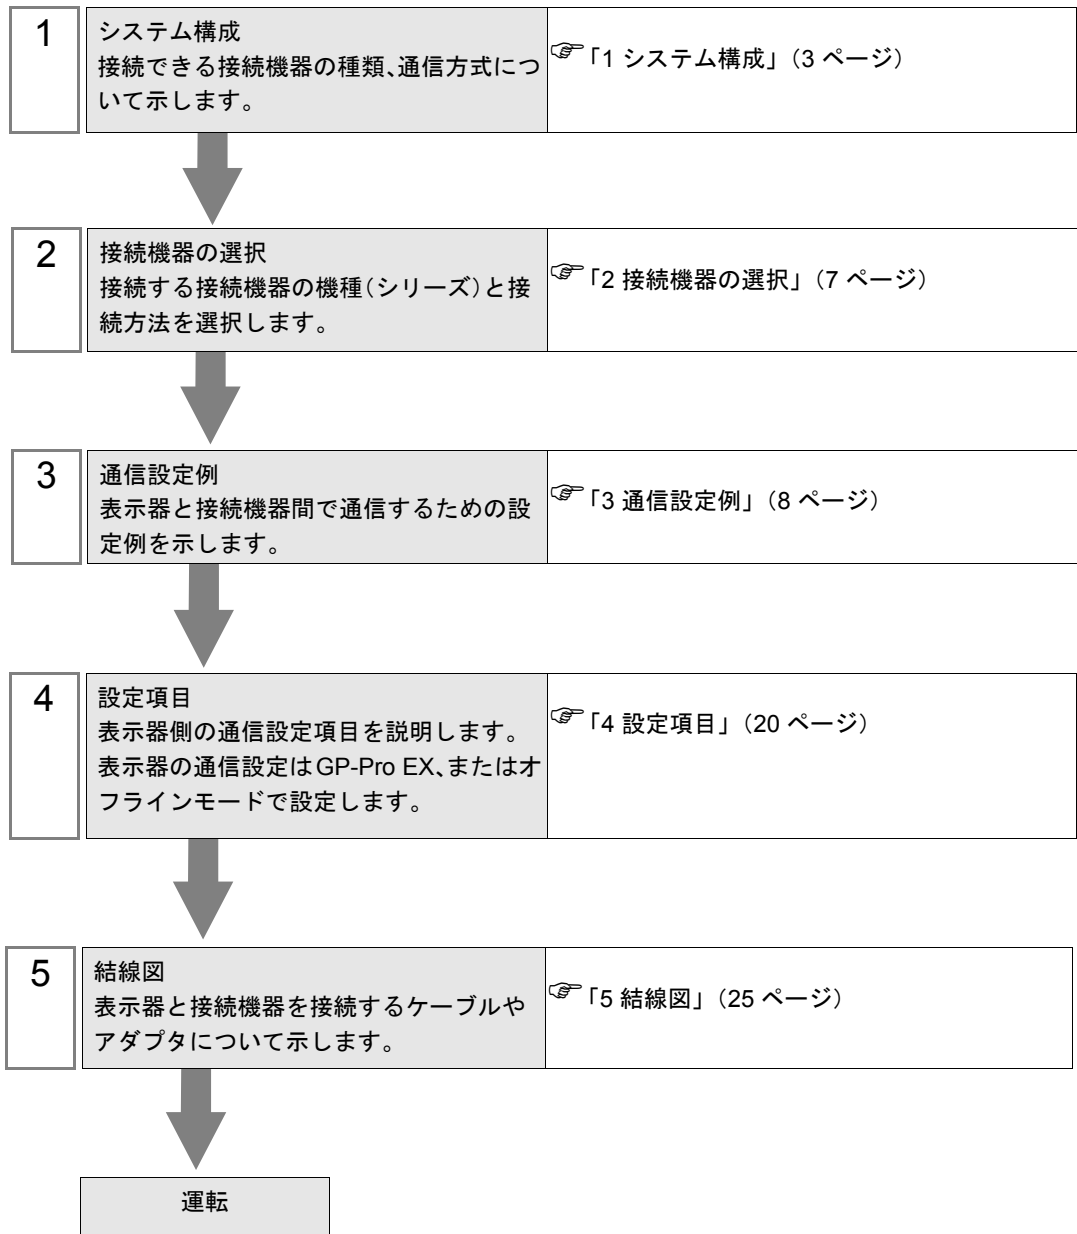 1
システム構成
接続できる接続機器の種類、通信方式につ
いて示します。
☞「1 システム構成」(3 ページ)
2
接続機器の選択
接続する接続機器の機種(シリーズ)と接
続方法を選択します。
☞「2 接続機器の選択」(7 ページ)
3
通信設定例
表示器と接続機器間で通信するための設
定例を示します。
☞「3 通信設定例」(8 ページ)
4
設定項目
表示器側の通信設定項目を説明します。
表示器の通信設定はGP-Pro EX、またはオ
フラインモードで設定します。
☞「4 設定項目」(20 ページ)
5
結線図
表示器と接続機器を接続するケーブルや
アダプタについて示します。
☞「5 結線図」(25 ページ)
運転